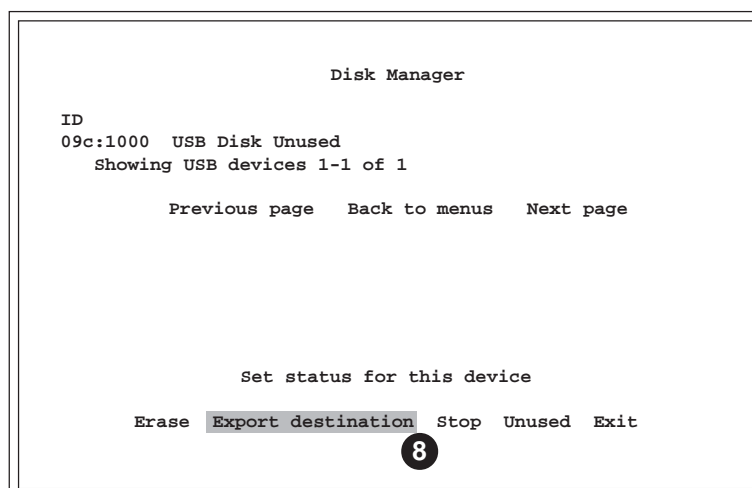 Disk Manager
ID
09c:1000 USB Disk Unused
Showing USB devices 1-1 of 1
Previous page Back to menus Next page
Set status for this device
Erase Export destination Stop Unused Exit
8